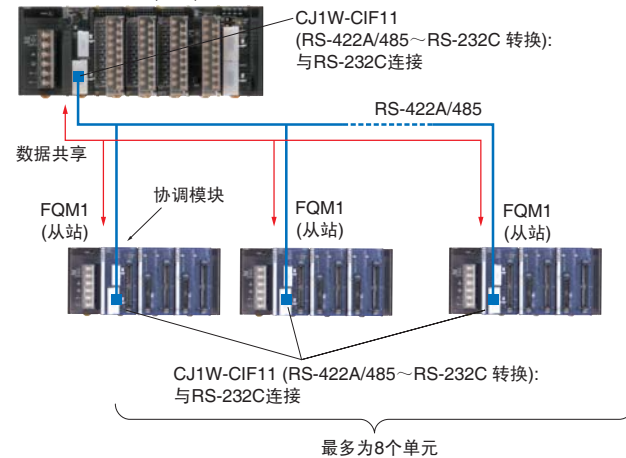 CJ1W-CIF11
(RS-422A/485～RS-232C 转换):
与RS-232C连接
RS-422A/485
数据共享
协调模块
FQM1
(从站)
FQM1
(从站)
FQM1
(从站)
CJ1W-CIF11 (RS-422A/485～RS-232C 转换):
与RS-232C连接
最多为8个单元